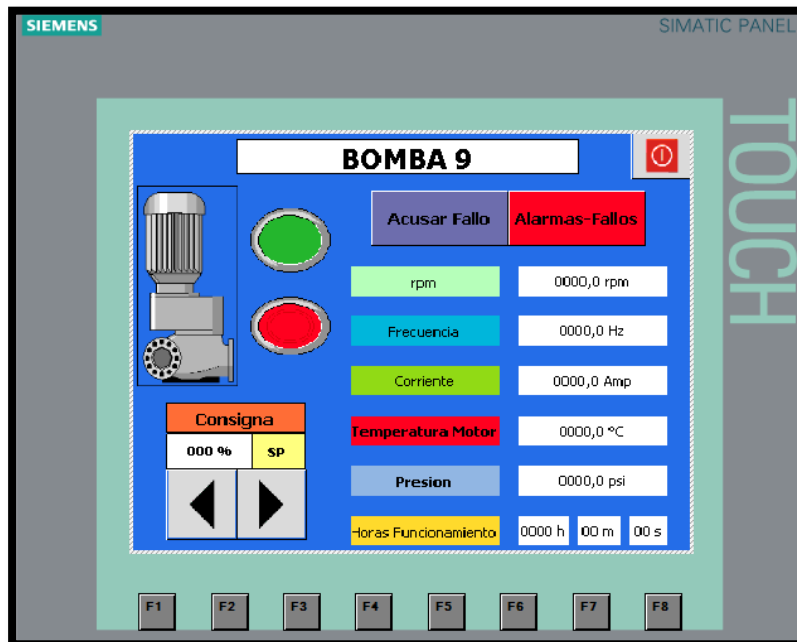 SIEMENS
SIMATIC PANEL
TOUCH
BOMBA 9
Acusar Fallo
Alarmas-Fallos
rpm
0000,0 rpm
Frecuencia
0000,0 Hz
Corriente
0000,0 Amp
Consigna
000 %
SP
Temperatura Motor
0000,0 ºC
Presion
0000,0 psi
Horas Funcionamiento
0000 h
00 m
00 s
F1
F2
F3
F4
F5
F6
F7
F8